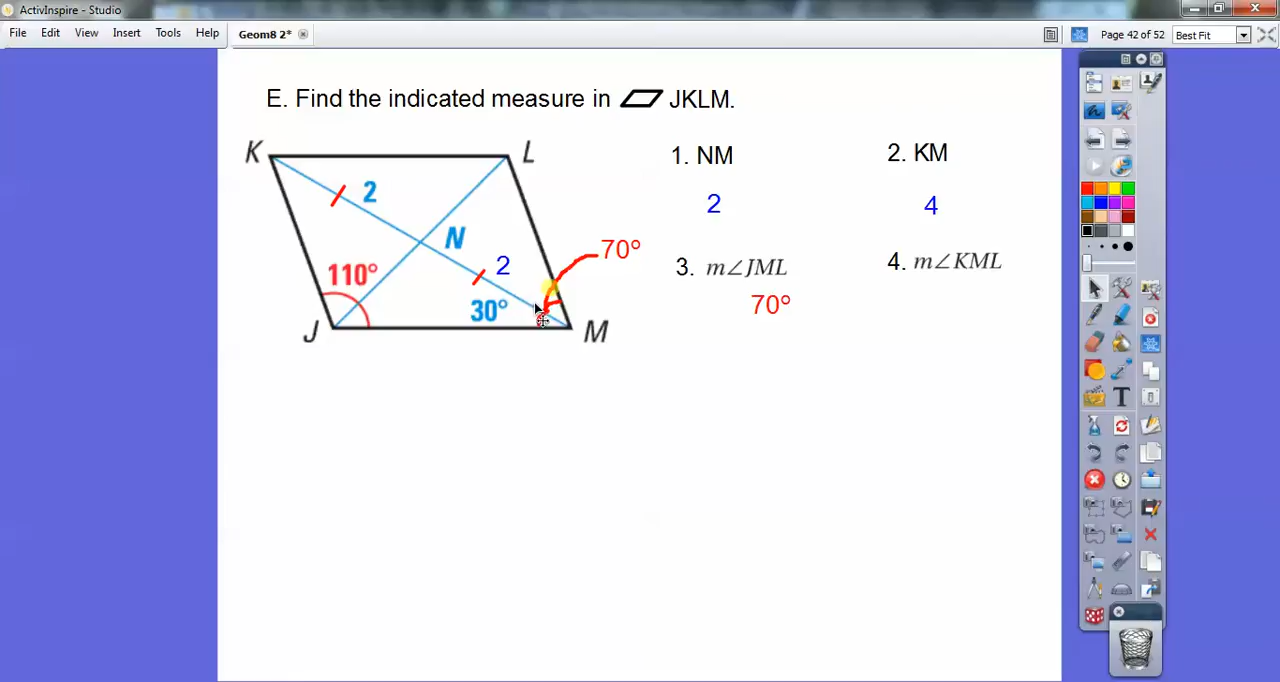 ActivInspire - Studio
File Edit View Insert Tools Help
Geom8 2*
Page 42 of 52
Best Fit
E. Find the indicated measure in ▱ JKLM.
K
L
2
N
2
110°
30°
70°
J
M
1. NM
2
2. KM
4
3. m∠JML
70°
4. m∠KML